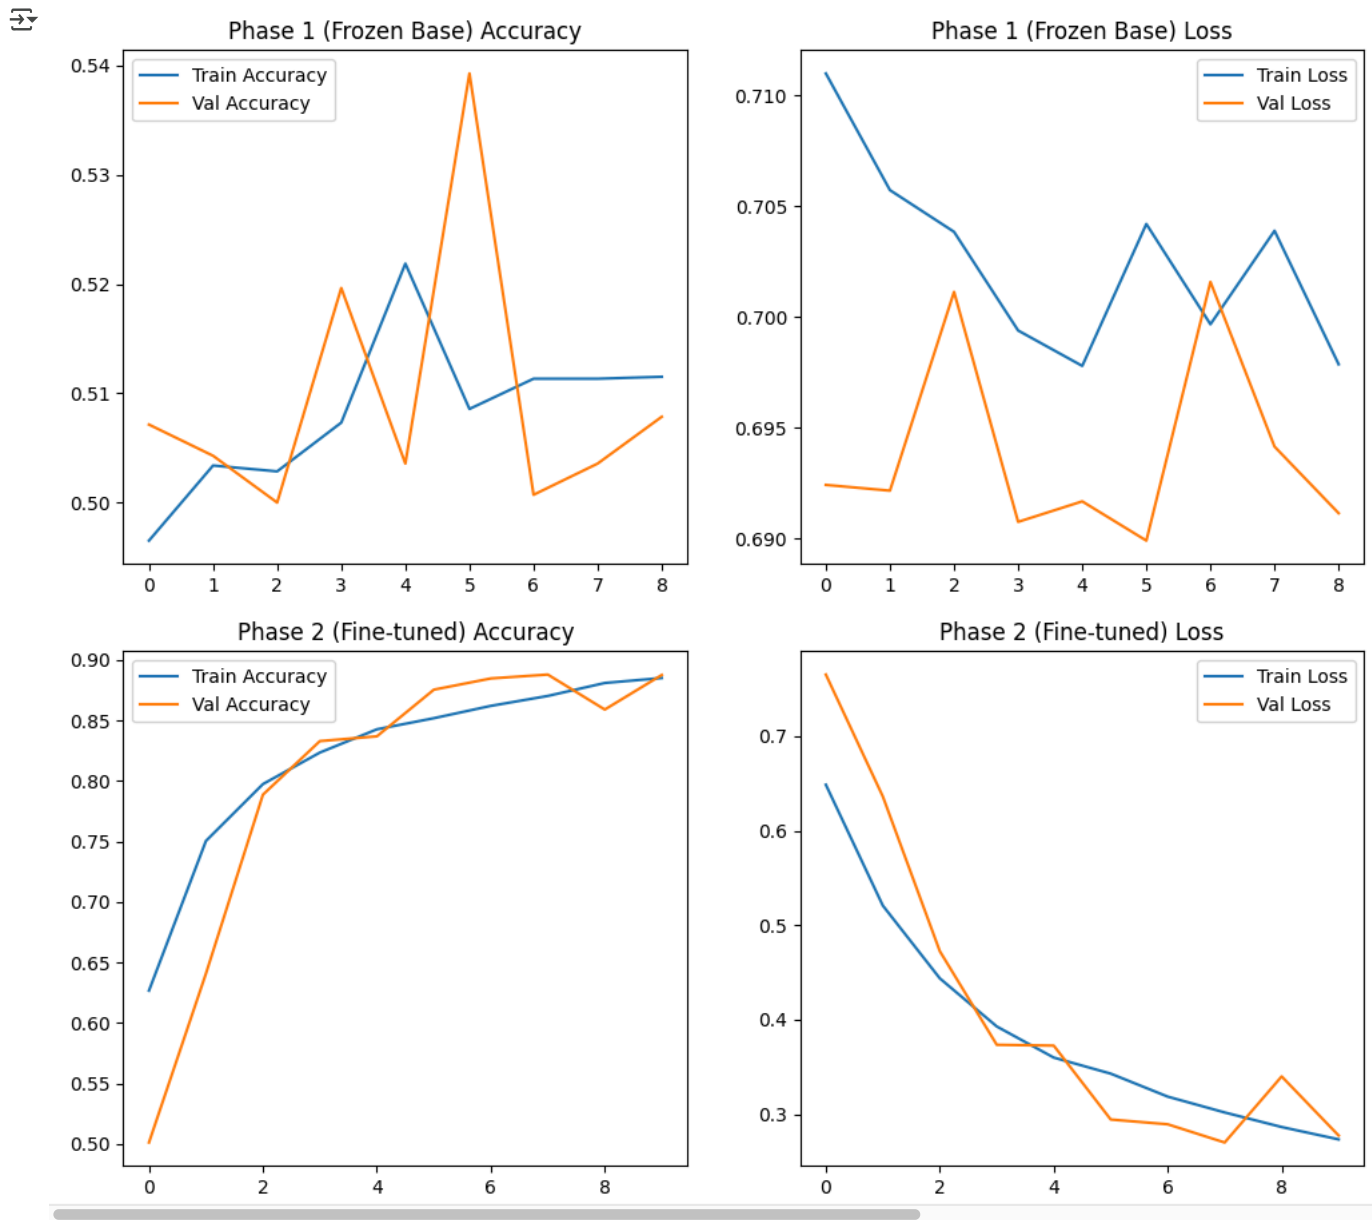 Phase 1 (Frozen Base) Accuracy
Train Accuracy
Val Accuracy
0.54
0.53
0.52
0.51
0.50
0 1 2 3 4 5 6 7 8
Phase 1 (Frozen Base) Loss
Train Loss
Val Loss
0.710
0.705
0.700
0.695
0.690
0 1 2 3 4 5 6 7 8
Phase 2 (Fine-tuned) Accuracy
Train Accuracy
Val Accuracy
0.90
0.85
0.80
0.75
0.70
0.65
0.60
0.55
0.50
0 2 4 6 8
Phase 2 (Fine-tuned) Loss
Train Loss
Val Loss
0.7
0.6
0.5
0.4
0.3
0 2 4 6 8